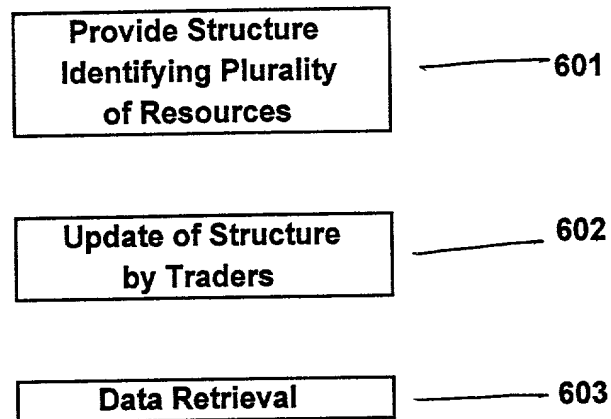 Provide Structure
Identifying Plurality
of Resources
601
Update of Structure
by Traders
602
Data Retrieval
603